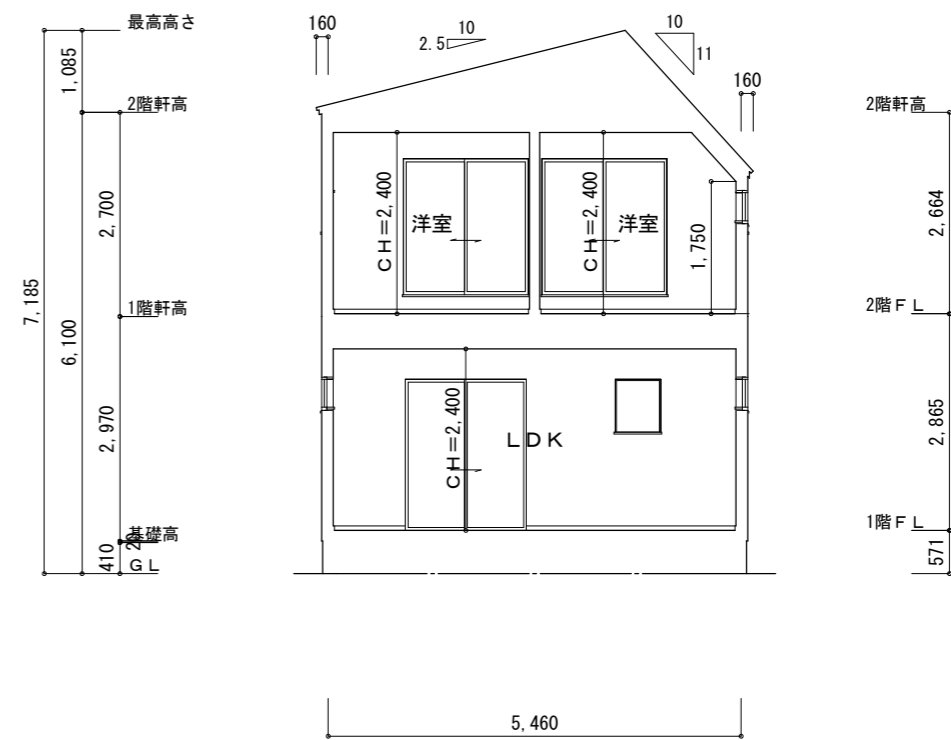 最高高さ
160
10
2.5
10
11
160
1,085
2階軒高
2階軒高
2,700
CH=2,400
洋室
CH=2,400
洋室
1,750
2,664
7,185
6,100
1階軒高
2階FL
2,970
CH=2,400
LDK
2,865
基礎高
20
410
GL
1階FL
571
5,460